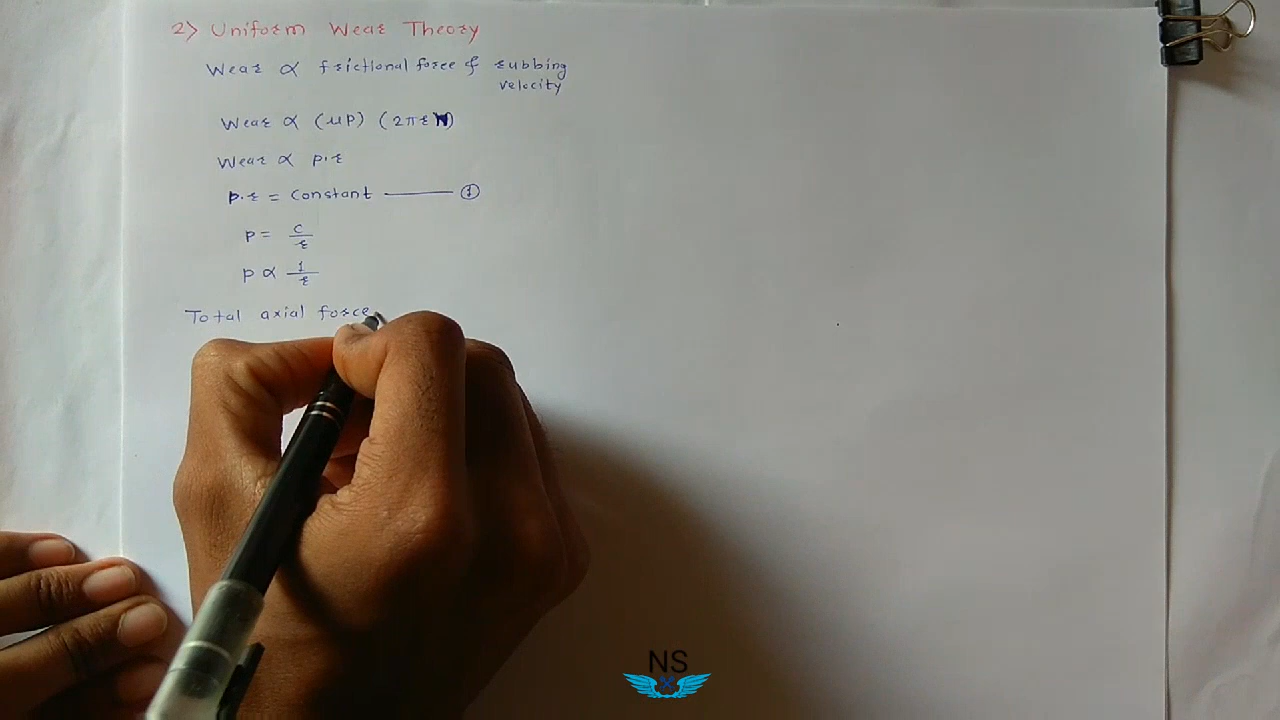 2> Uniform Wear Theory
Wear ∝ frictional force & rubbing
velocity
Wear ∝ (μP) (2πrN)
Wear ∝ p.r
p.r = Constant ——— ①
p = C/r
p ∝ 1/r
Total axial force
NS